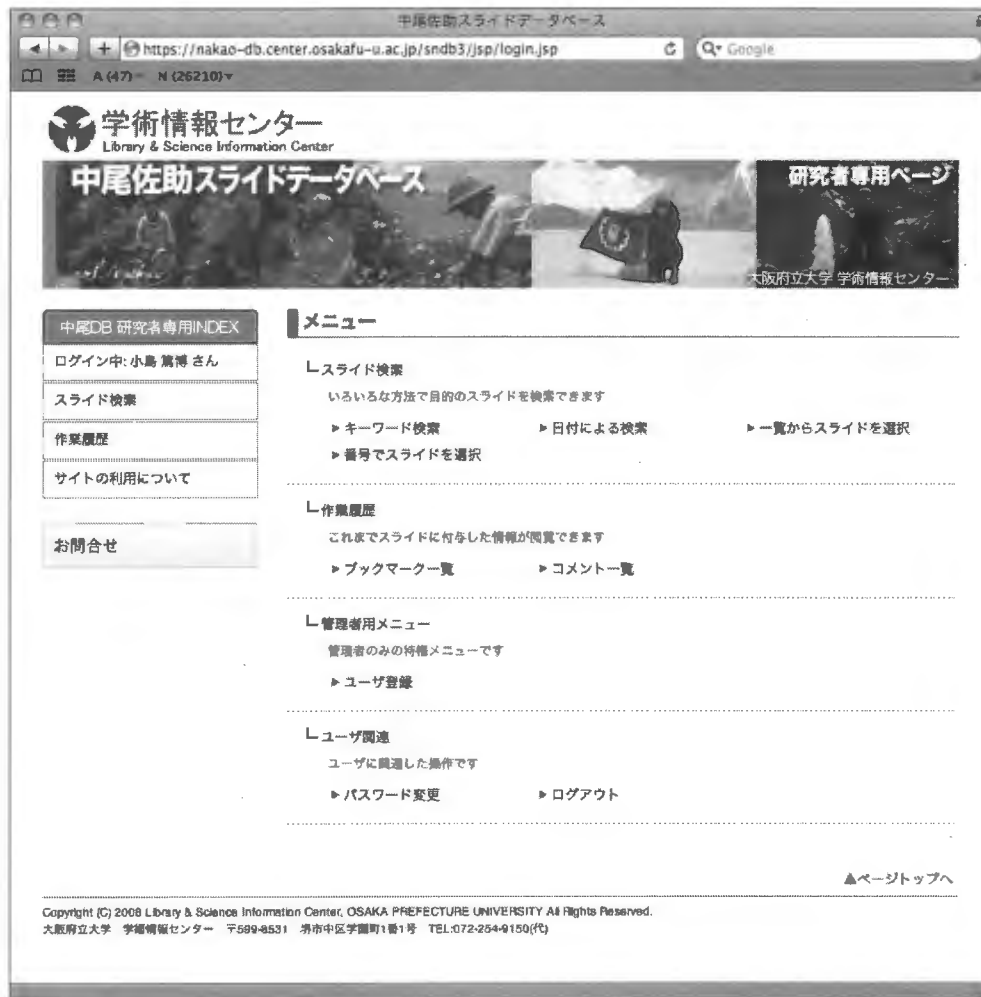 中尾佐助スライドデータベース
https://nakao-db.center.osakafu-u.ac.jp/sndb3/jsp/login.jsp
Google
A (47) N (26210)
学術情報センター
Library & Science Information Center
中尾佐助スライドデータベース
研究者専用ページ
大阪府立大学 学術情報センター
中尾DB 研究者専用INDEX
ログイン中: 小島 篤博 さん
スライド検索
作業履歴
サイトの利用について
お問合せ
メニュー
スライド検索
いろいろな方法で目的のスライドを検索できます
▶キーワード検索 ▶日付による検索 ▶一覧からスライドを選択
▶番号でスライドを選択
作業履歴
これまでスライドに付与した情報が閲覧できます
▶ブックマーク一覧 ▶コメント一覧
管理者用メニュー
管理者のみの特権メニューです
▶ユーザ登録
ユーザ関連
ユーザに関連した操作です
▶パスワード変更 ▶ログアウト
▲ページトップへ
Copyright (C) 2008 Library & Science Information Center, OSAKA PREFECTURE UNIVERSITY All Rights Reserved.
大阪府立大学 学術情報センター 〒599-8531 堺市中区学園町1番1号 TEL:072-254-9150(代)